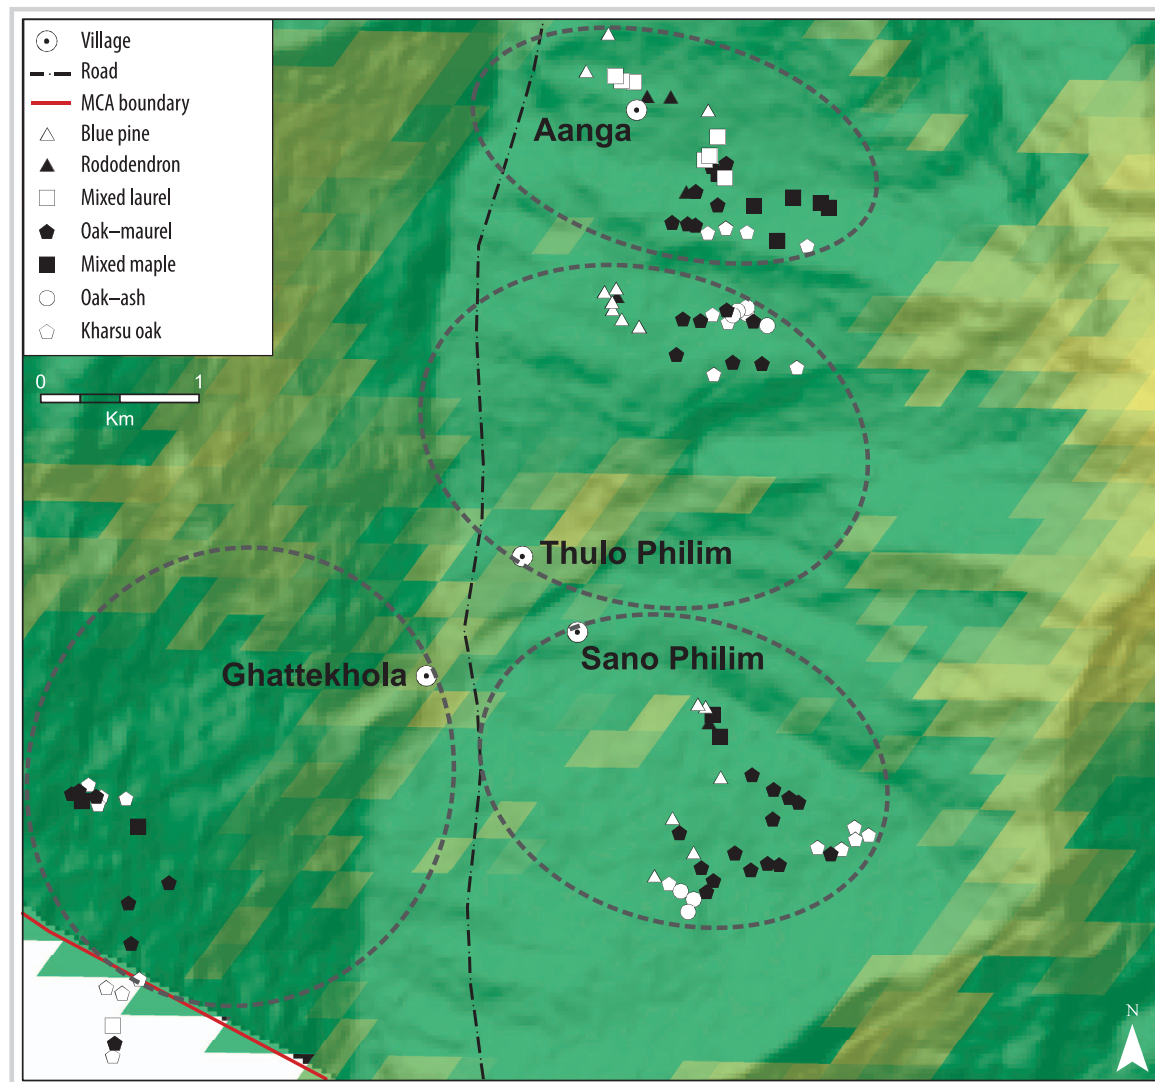 Village
Road
MCA boundary
Blue pine
Rododendron
Mixed laurel
Oak–maurel
Mixed maple
Oak–ash
Kharsu oak
0 1
Km
Aanga
Thulo Philim
Sano Philim
Ghattekhola
N